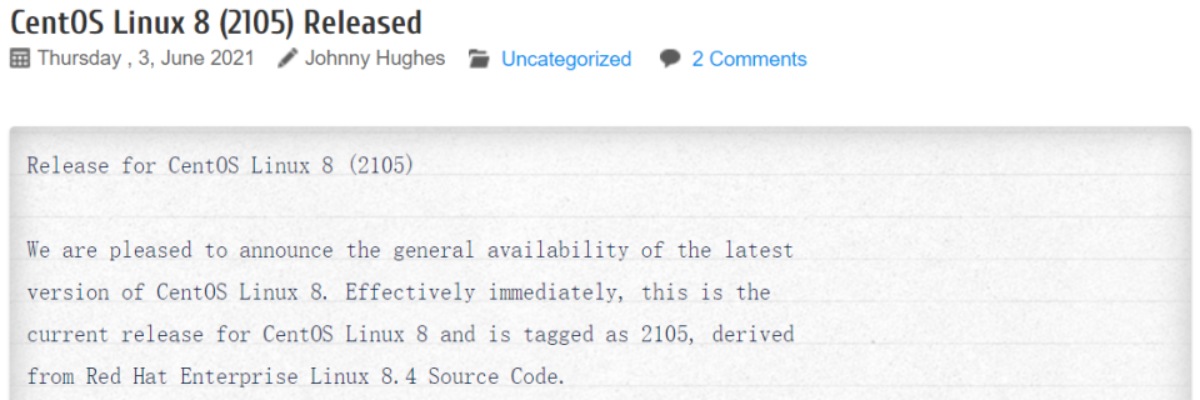 CentOS Linux 8 (2105) Released
Thursday , 3, June 2021 Johnny Hughes Uncategorized 2 Comments
Release for CentOS Linux 8 (2105)
We are pleased to announce the general availability of the latest
version of CentOS Linux 8. Effectively immediately, this is the
current release for CentOS Linux 8 and is tagged as 2105, derived
from Red Hat Enterprise Linux 8.4 Source Code.